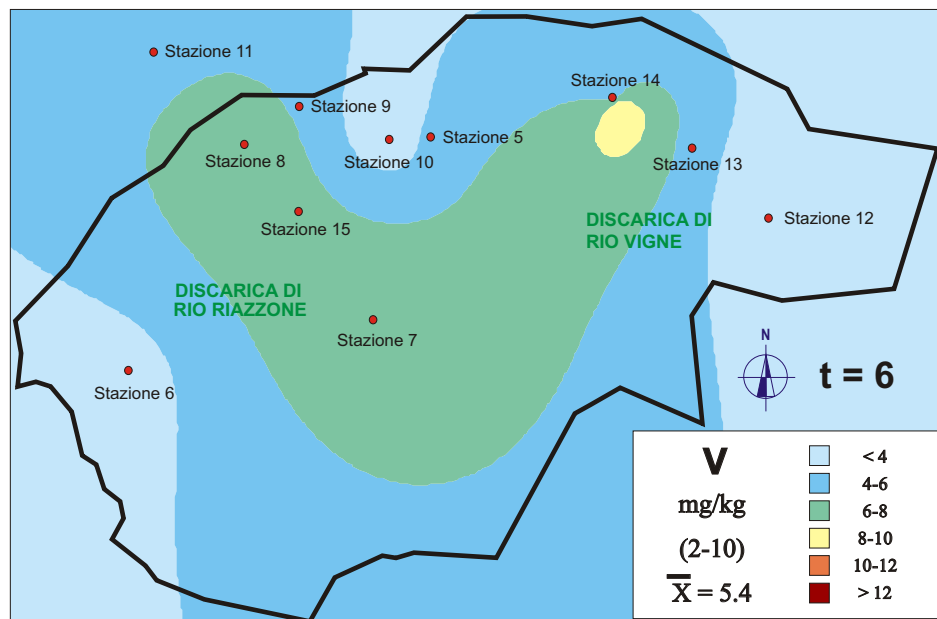 Stazione 11
Stazione 14
Stazione 9
Stazione 5
Stazione 8
Stazione 10
Stazione 13
Stazione 15
DISCARICA DI
RIO VIGNE
Stazione 12
DISCARICA DI
RIO RIAZZONE
Stazione 7
Stazione 6
N
t = 6
V
mg/kg
(2-10)
X̅ = 5.4
< 4
4-6
6-8
8-10
10-12
> 12